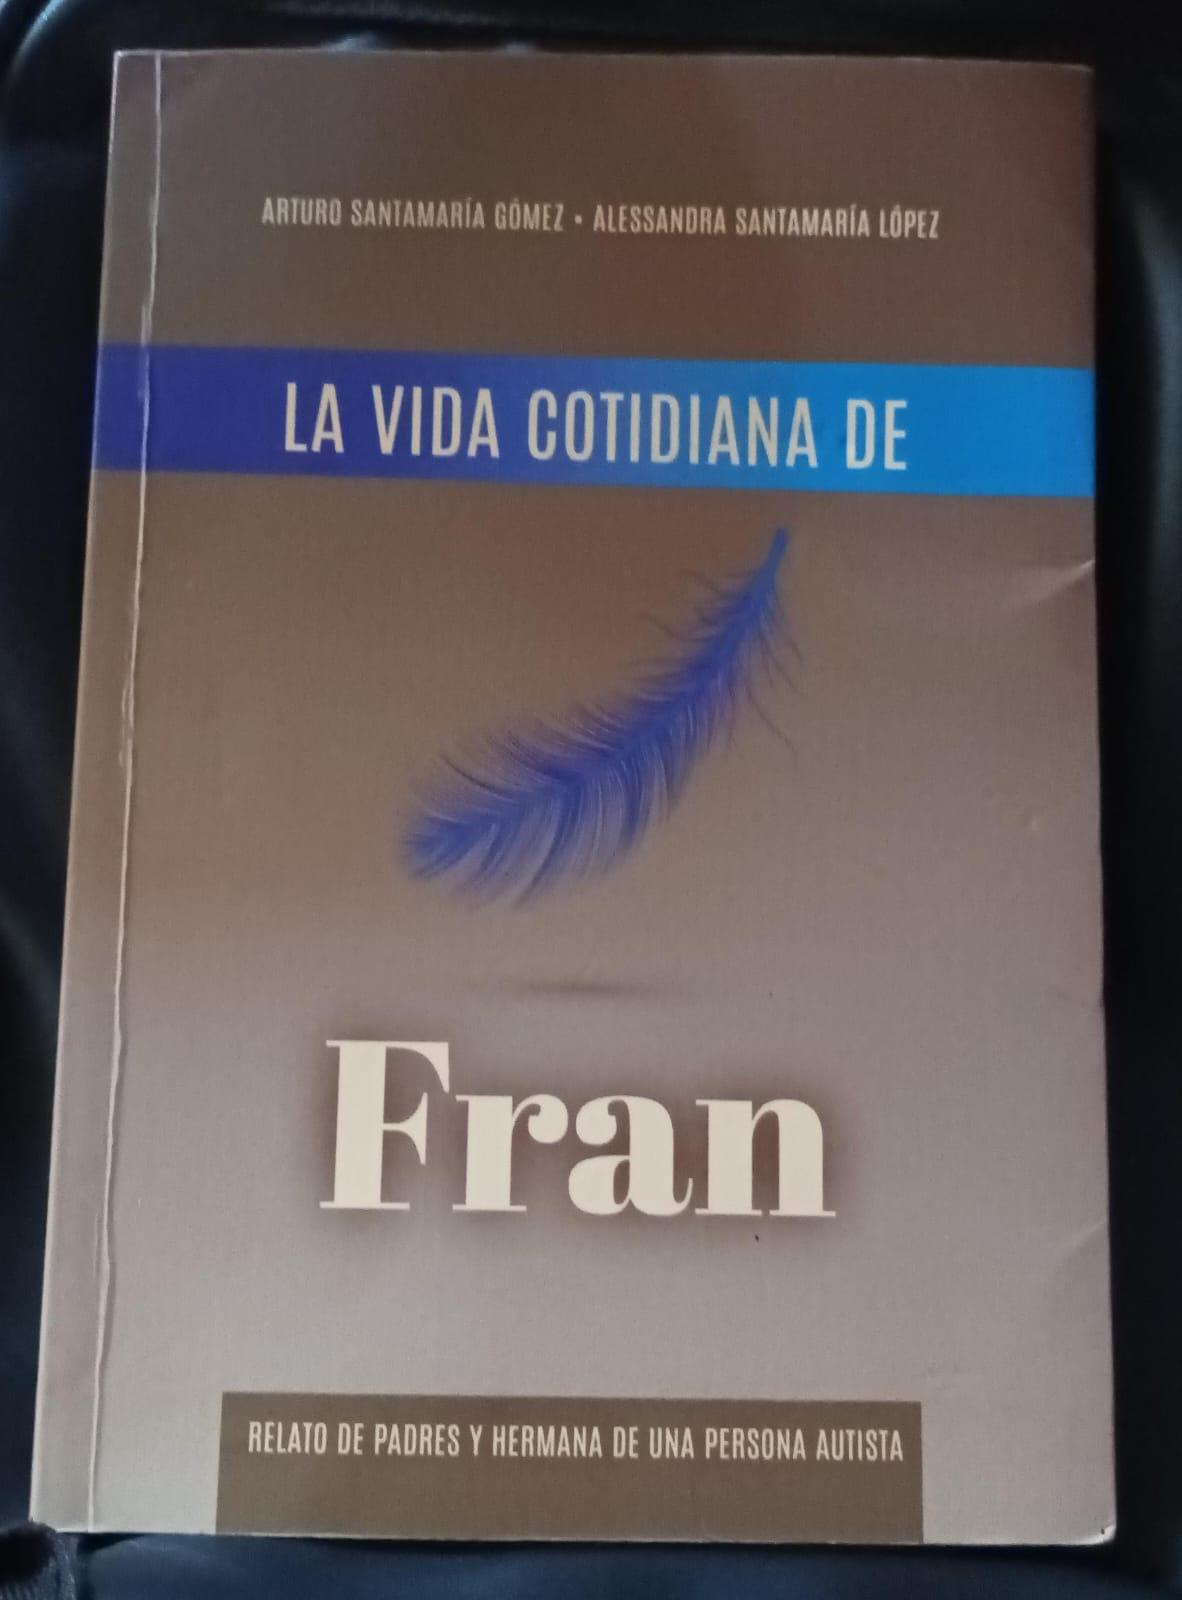 ARTURO SANTAMARÍA GÓMEZ • ALESSANDRA SANTAMARÍA LÓPEZ
LA VIDA COTIDIANA DE
Fran
RELATO DE PADRES Y HERMANA DE UNA PERSONA AUTISTA